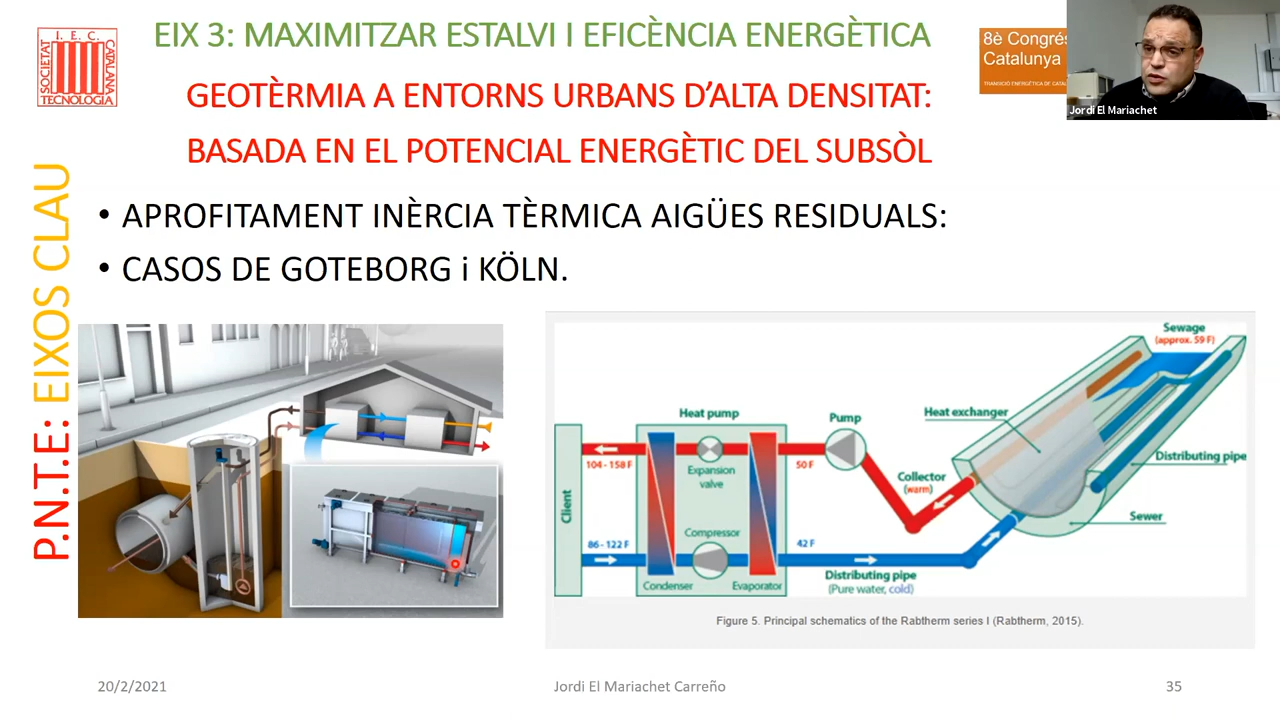 I. E. C.
SOCIETAT
CATALANA
TECNOLOGIA
EIX 3: MAXIMITZAR ESTALVI I EFICÈNCIA ENERGÈTICA
GEOTÈRMIA A ENTORNS URBANS D'ALTA DENSITAT:
BASADA EN EL POTENCIAL ENERGÈTIC DEL SUBSÒL
8è Congrés
Catalunya
TRANSICIÓ ENERGÈTICA DE
Jordi El Mariachet
P.N.T.E: EIXOS CLAU
• APROFITAMENT INÈRCIA TÈRMICA AIGÜES RESIDUALS:
• CASOS DE GOTEBORG i KÖLN.
Sewage
(approx. 59 F)
Heat pump
Pump
Heat exchanger
104 - 158 F
Expansion
valve
50 F
Collector
(warm)
Distributing pipe
Client
Sewer
Compressor
86 - 122 F
42 F
Condenser
Evaporator
Distributing pipe
(Pure water, cold)
Figure 5. Principal schematics of the Rabtherm series I (Rabtherm, 2015).
20/2/2021
Jordi El Mariachet Carreño
35